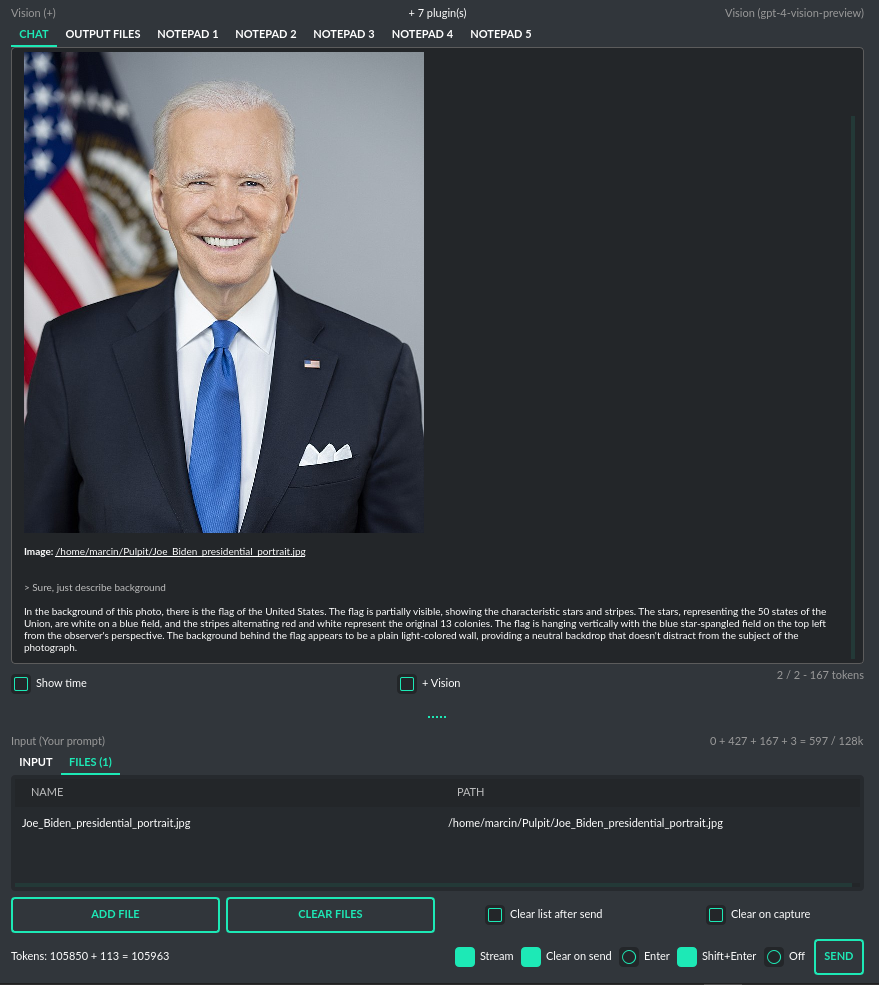 Vision (+) + 7 plugin(s) Vision (gpt-4-vision-preview)
CHAT OUTPUT FILES NOTEPAD 1 NOTEPAD 2 NOTEPAD 3 NOTEPAD 4 NOTEPAD 5
Image: /home/marcin/Pulpit/Joe_Biden_presidential_portrait.jpg
> Sure, just describe background
In the background of this photo, there is the flag of the United States. The flag is partially visible, showing the characteristic stars and stripes. The stars, representing the 50 states of the
Union, are white on a blue field, and the stripes alternating red and white represent the original 13 colonies. The flag is hanging vertically with the blue star-spangled field on the top left
from the observer's perspective. The background behind the flag appears to be a plain light-colored wall, providing a neutral backdrop that doesn't distract from the subject of the
photograph.
2 / 2 - 167 tokens
Show time + Vision
Input (Your prompt) 0 + 427 + 167 + 3 = 597 / 128k
INPUT FILES (1)
NAME PATH
Joe_Biden_presidential_portrait.jpg /home/marcin/Pulpit/Joe_Biden_presidential_portrait.jpg
ADD FILE CLEAR FILES Clear list after send Clear on capture
Tokens: 105850 + 113 = 105963 Stream Clear on send Enter Shift+Enter Off SEND